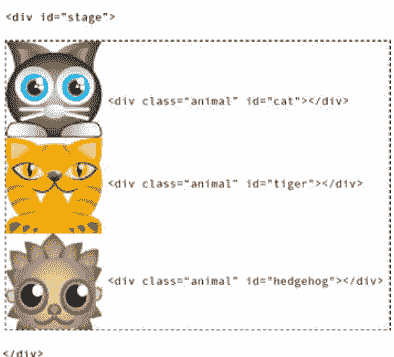 <div id="stage">
<div class="animal" id="cat"></div>
<div class="animal" id="tiger"></div>
<div class="animal" id="hedgehog"></div>
</div>